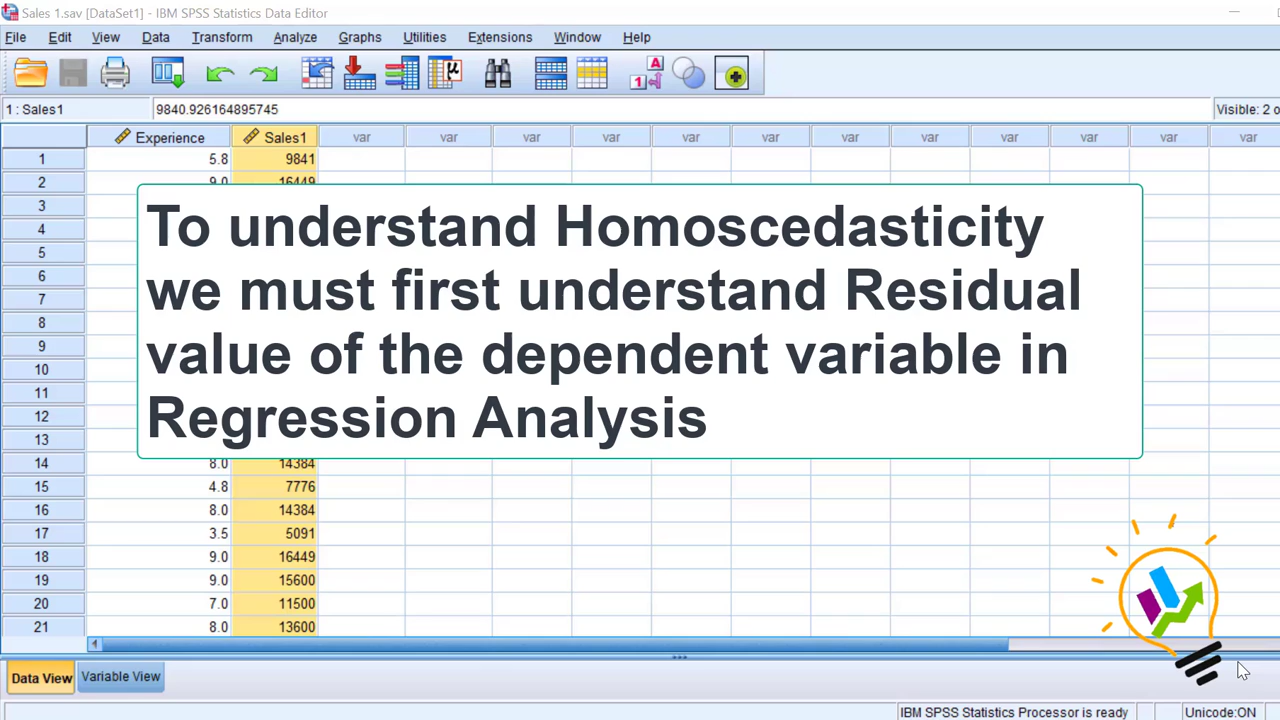 Sales 1.sav [DataSet1] - IBM SPSS Statistics Data Editor
File Edit View Data Transform Analyze Graphs Utilities Extensions Window Help
1 : Sales1 9840.926164895745 Visible: 2 o
Experience Sales1 var var var var var var var var var var var var
1 5.8 9841
2 9.0 16449
3
4
5
6
7
8
9
10
11
12
13
To understand Homoscedasticity
we must first understand Residual
value of the dependent variable in
Regression Analysis
14 8.0 14384
15 4.8 7776
16 8.0 14384
17 3.5 5091
18 9.0 16449
19 9.0 15600
20 7.0 11500
21 8.0 13600
Data View Variable View
IBM SPSS Statistics Processor is ready Unicode:ON